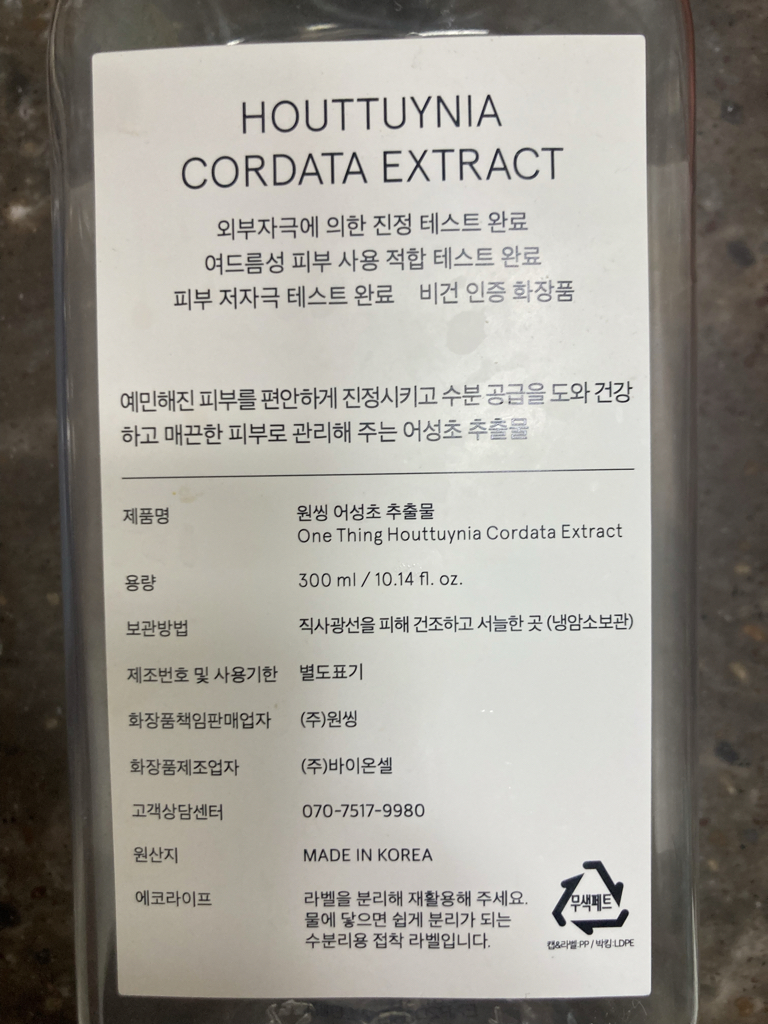 HOUTTUYNIA
CORDATA EXTRACT
외부자극에 의한 진정 테스트 완료
여드름성 피부 사용 적합 테스트 완료
피부 저자극 테스트 완료 비건 인증 화장품
예민해진 피부를 편안하게 진정시키고 수분 공급을 도와 건강
하고 매끈한 피부로 관리해 주는 어성초 추출물
제품명 원씽 어성초 추출물
One Thing Houttuynia Cordata Extract
용량 300 ml / 10.14 fl. oz.
보관방법 직사광선을 피해 건조하고 서늘한 곳 (냉암소보관)
제조번호 및 사용기한 별도표기
화장품책임판매업자 (주)원씽
화장품제조업자 (주)바이온셀
고객상담센터 070-7517-9980
원산지 MADE IN KOREA
에코라이프 라벨을 분리해 재활용해 주세요.
물에 닿으면 쉽게 분리가 되는
수분리용 접착 라벨입니다.
무색페트
캡&라벨:PP / 박킹:LDPE